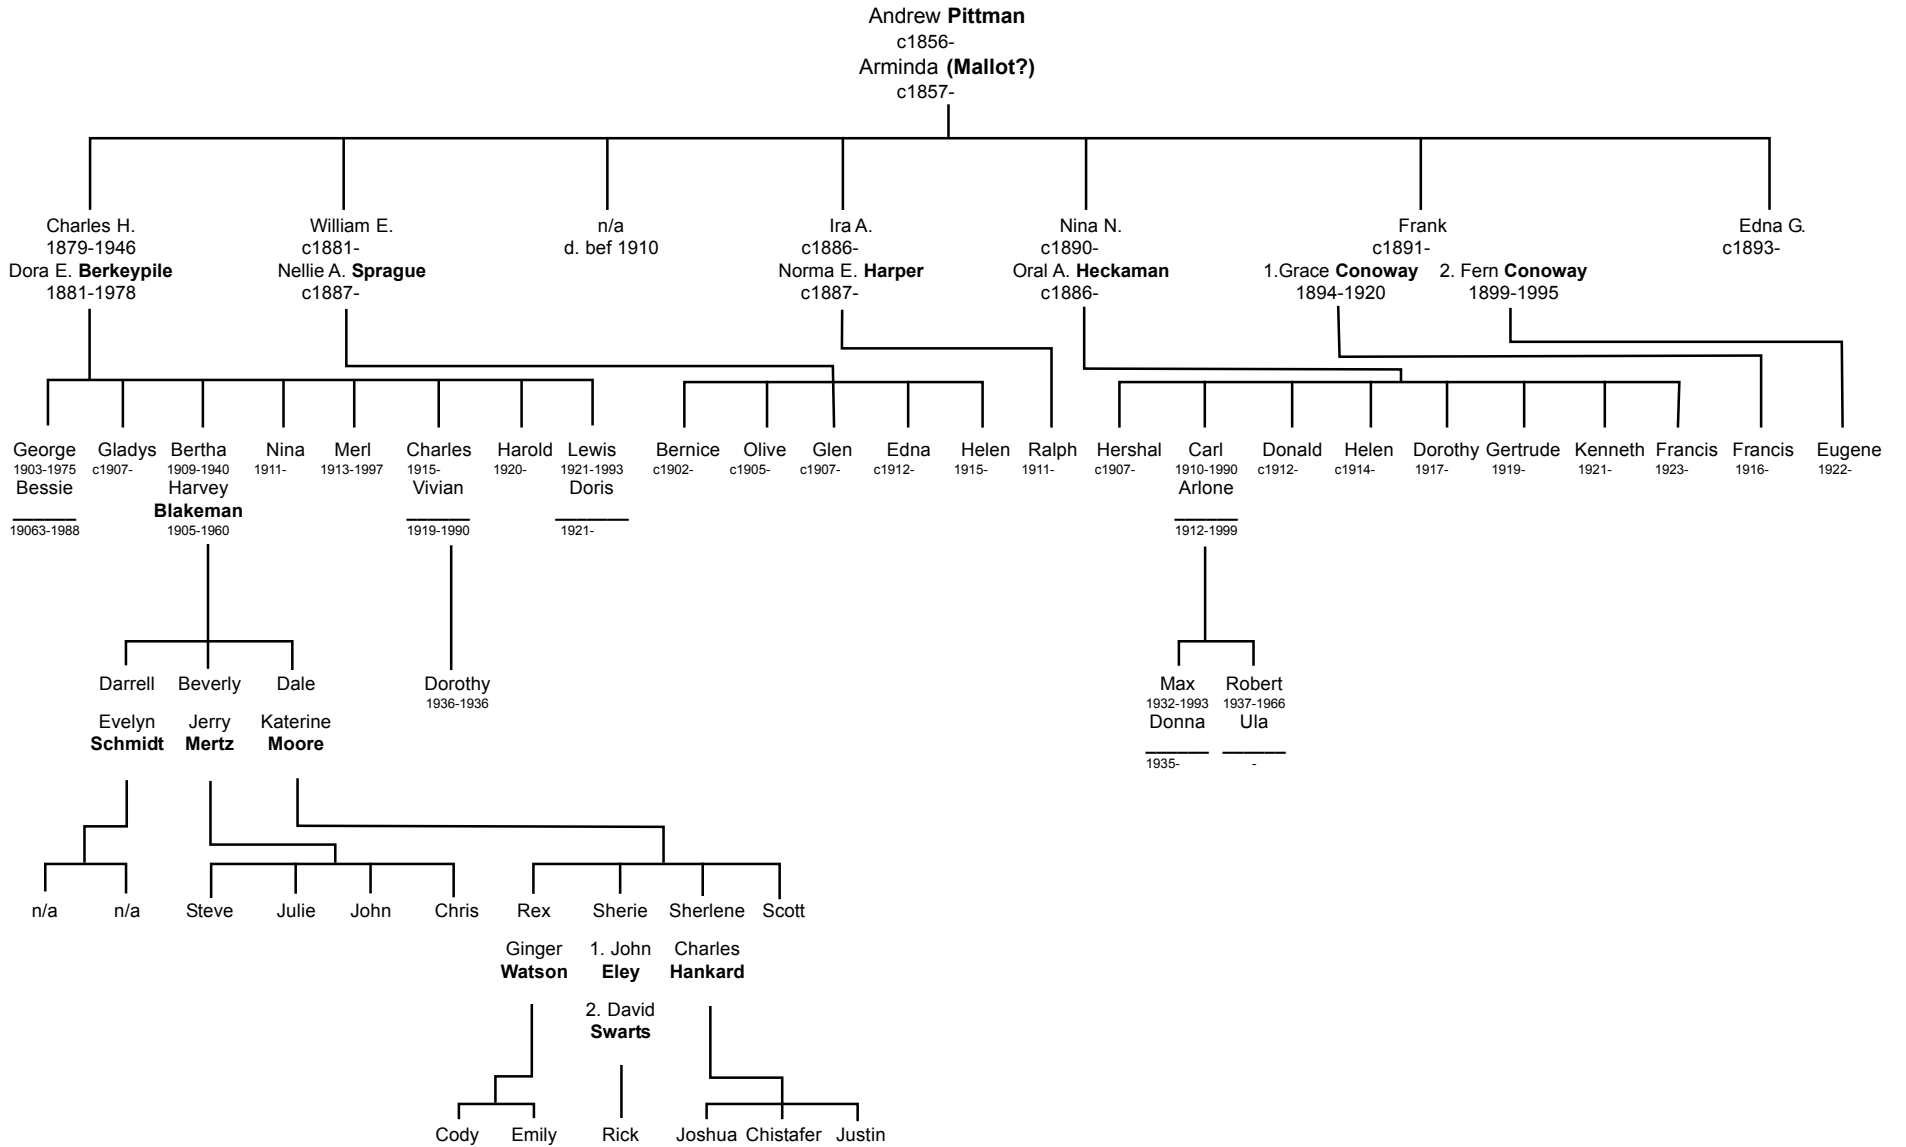 Andrew Pittman
c1856-
Arminda (Mallot?)
c1857-
Charles H.
1879-1946
Dora E. Berkeypile
1881-1978
William E.
c1881-
Nellie A. Sprague
c1887-
n/a
d. bef 1910
Ira A.
c1886-
Norma E. Harper
c1887-
Nina N.
c1890-
Oral A. Heckaman
c1886-
Frank
c1891-
1.Grace Conoway
1894-1920
2. Fern Conoway
1899-1995
Edna G.
c1893-
George
1903-1975
Bessie
______
19063-1988
Gladys
c1907-
Bertha
1909-1940
Harvey
Blakeman
1905-1960
Nina
1911-
Merl
1913-1997
Charles
1915-
Vivian
______
1919-1990
Harold
1920-
Lewis
1921-1993
Doris
_______
1921-
Bernice
c1902-
Olive
c1905-
Glen
c1907-
Edna
c1912-
Helen
1915-
Ralph
1911-
Hershal
c1907-
Carl
1910-1990
Arlone
______
1912-1999
Donald
c1912-
Helen
c1914-
Dorothy
1917-
Gertrude
1919-
Kenneth
1921-
Francis
1923-
Francis
1916-
Eugene
1922-
Darrell
Evelyn
Schmidt
Beverly
Jerry
Mertz
Dale
Katerine
Moore
Dorothy
1936-1936
Max
1932-1993
Donna
______
1935-
Robert
1937-1966
Ula
______
-
n/a
n/a
Steve
Julie
John
Chris
Rex
Ginger
Watson
Sherie
1. John
Eley
2. David
Swarts
Sherlene
Charles
Hankard
Scott
Cody
Emily
Rick
Joshua
Chistafer
Justin